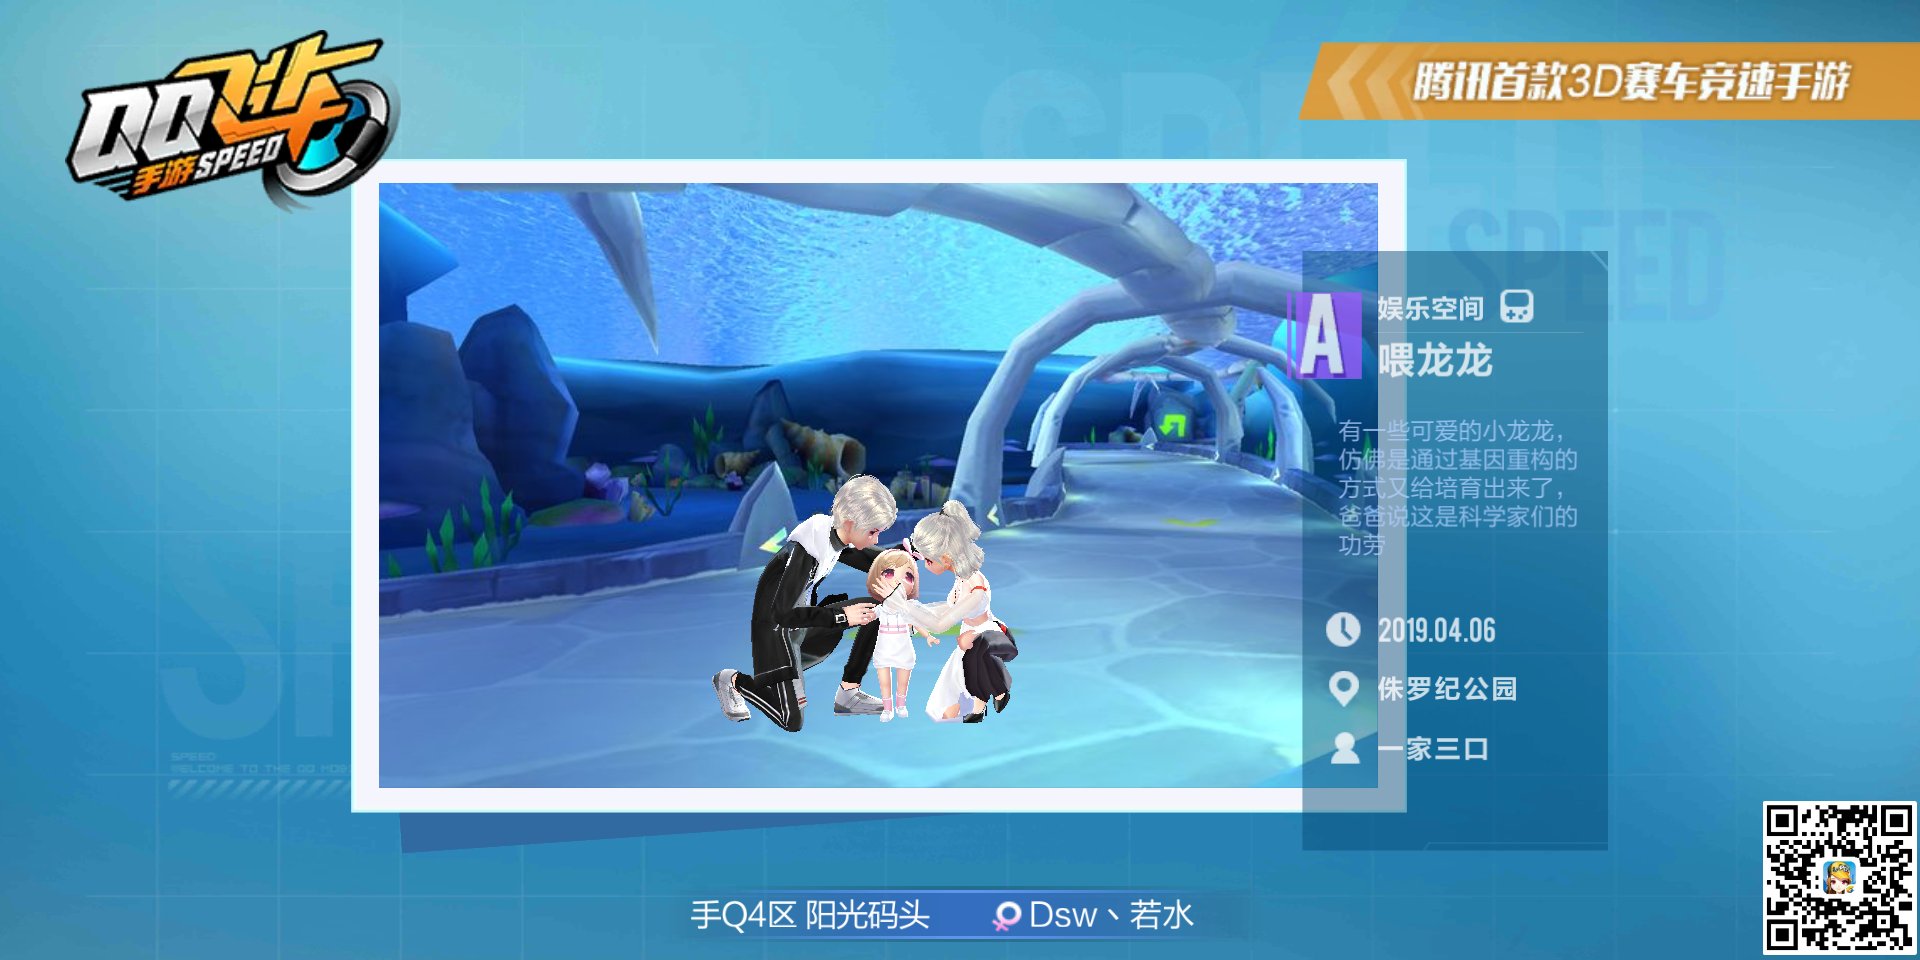 QQ飞车
手游SPEED
腾讯首款3D赛车竞速手游
SPEED
A
娱乐空间
喂龙龙
有一些可爱的小龙龙，
仿佛是通过基因重构的
方式又给培育出来了，
爸爸说这是科学家们的
功劳
2019.04.06
侏罗纪公园
一家三口
SPEED
手Q4区 阳光码头
Dsw丶若水